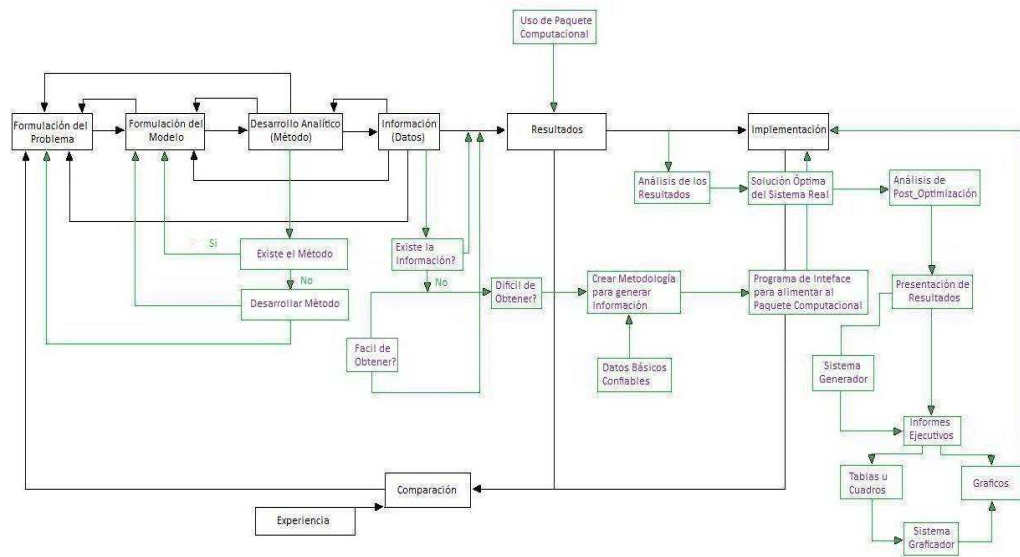 Uso de Paquete
Computacional
Formulación del
Problema
Formulación del
Modelo
Desarrollo Analítico
(Método)
Información
(Datos)
Resultados
Implementación
Análisis de los
Resultados
Solución Óptima
del Sistema Real
Análisis de
Post_Optimización
Si
Existe el Método
Existe la
Información?
No
No
Desarrollar Método
Dificil de
Obtener?
Crear Metodología
para generar
Información
Programa de Inteface
para alimentar al
Paquete Computacional
Presentación de
Resultados
Facil de
Obtener?
Datos Básicos
Confiables
Sistema
Generador
Informes
Ejecutivos
Tablas u
Cuadros
Graficos
Comparación
Experiencia
Sistema
Graficador